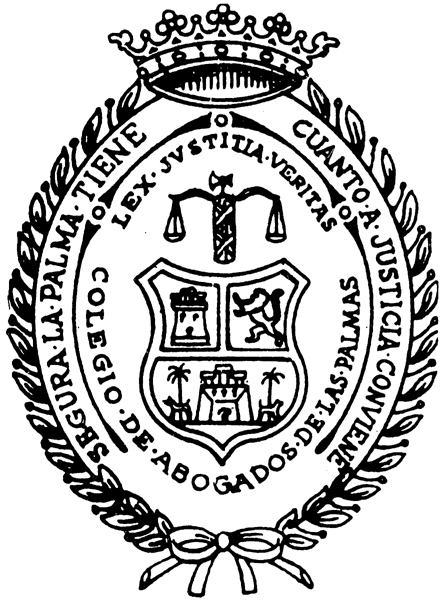 SEGURA·LA·PALMA·TIENE
CUANTO·A·JUSTICIA·CONVIENE
LEX·JVSTITIA·VERITAS
COLEGIO·DE·ABOGADOS·DE·LAS·PALMAS